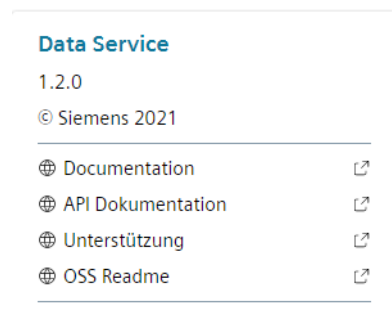 Data Service
1.2.0
© Siemens 2021
Documentation
API Dokumentation
Unterstützung
OSS Readme